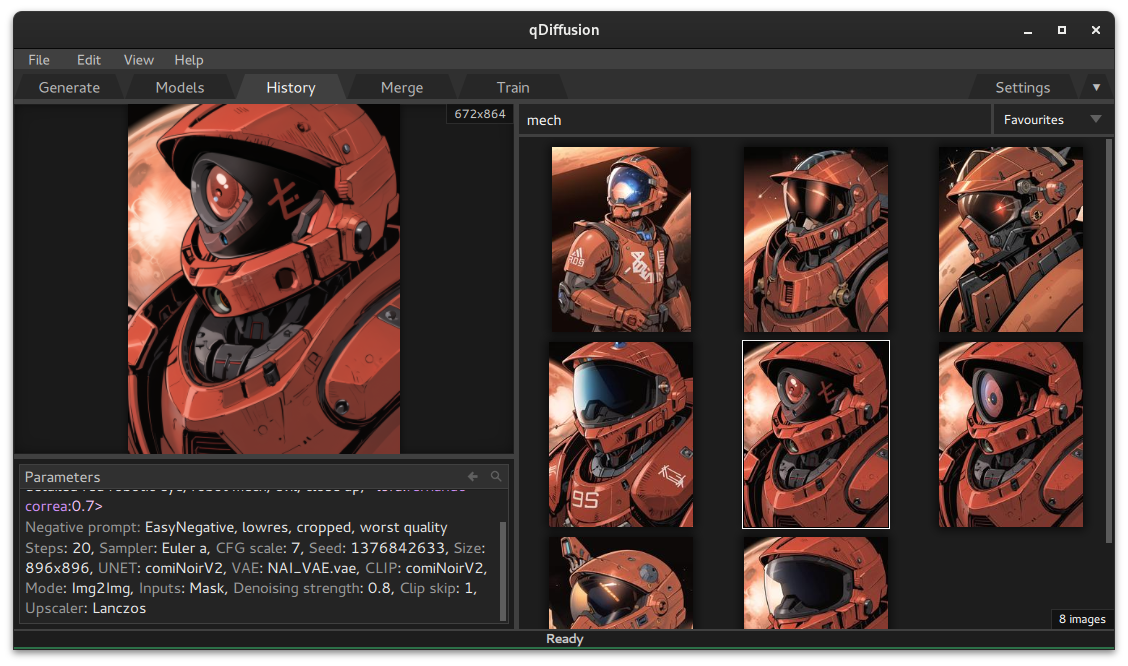 qDiffusion
File Edit View Help
Generate Models History Merge Train Settings
672x864
mech
Favourites
R09
95
Parameters
correa:0.7>
Negative prompt: EasyNegative, lowres, cropped, worst quality
Steps: 20, Sampler: Euler a, CFG scale: 7, Seed: 1376842633, Size:
896x896, UNET: comiNoirV2, VAE: NAI_VAE.vae, CLIP: comiNoirV2,
Mode: Img2Img, Inputs: Mask, Denoising strength: 0.8, Clip skip: 1,
Upscaler: Lanczos
8 images
Ready